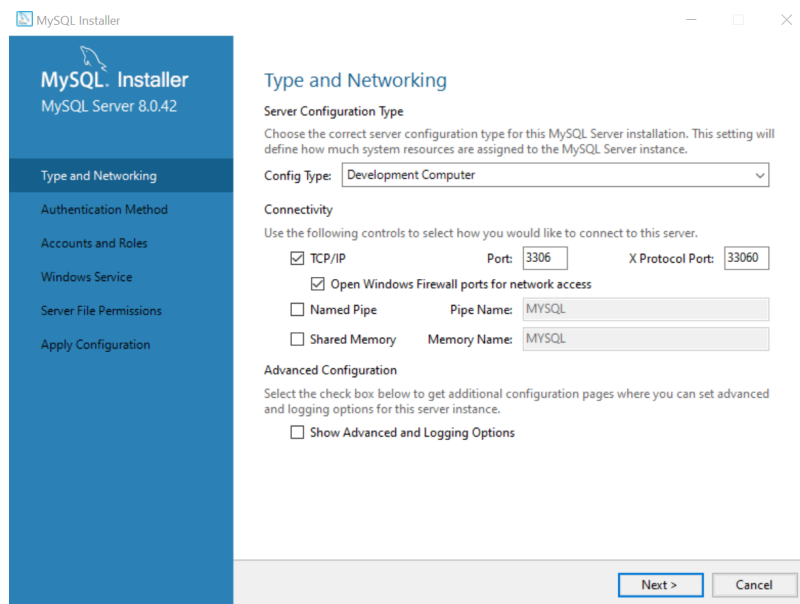 MySQL Installer
MySQL. Installer
MySQL Server 8.0.42
Type and Networking
Authentication Method
Accounts and Roles
Windows Service
Server File Permissions
Apply Configuration
Type and Networking
Server Configuration Type
Choose the correct server configuration type for this MySQL Server installation. This setting will
define how much system resources are assigned to the MySQL Server instance.
Config Type: Development Computer
Connectivity
Use the following controls to select how you would like to connect to this server.
TCP/IP Port: 3306 X Protocol Port: 33060
Open Windows Firewall ports for network access
Named Pipe Pipe Name: MYSQL
Shared Memory Memory Name: MYSQL
Advanced Configuration
Select the check box below to get additional configuration pages where you can set advanced
and logging options for this server instance.
Show Advanced and Logging Options
Next > Cancel